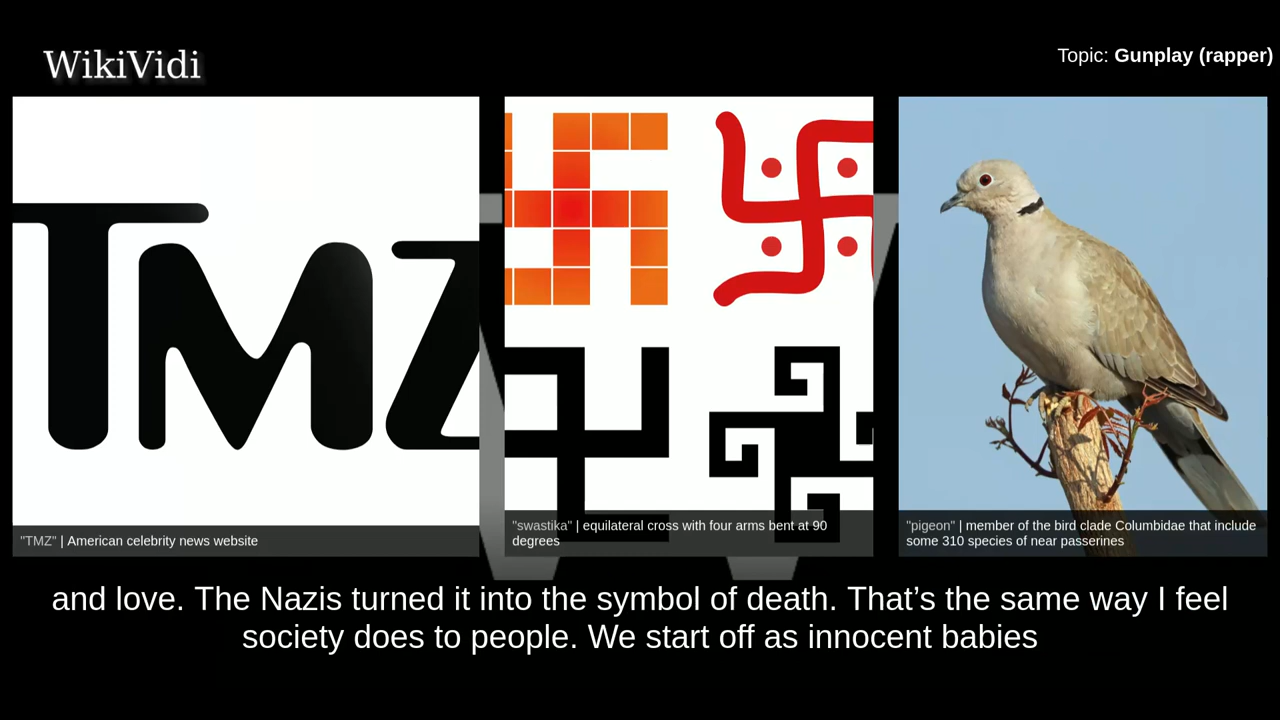 WikiVidi
Topic: Gunplay (rapper)
TMZ
"TMZ" | American celebrity news website
"swastika" | equilateral cross with four arms bent at 90
degrees
"pigeon" | member of the bird clade Columbidae that include
some 310 species of near passerines
and love. The Nazis turned it into the symbol of death. That’s the same way I feel
society does to people. We start off as innocent babies